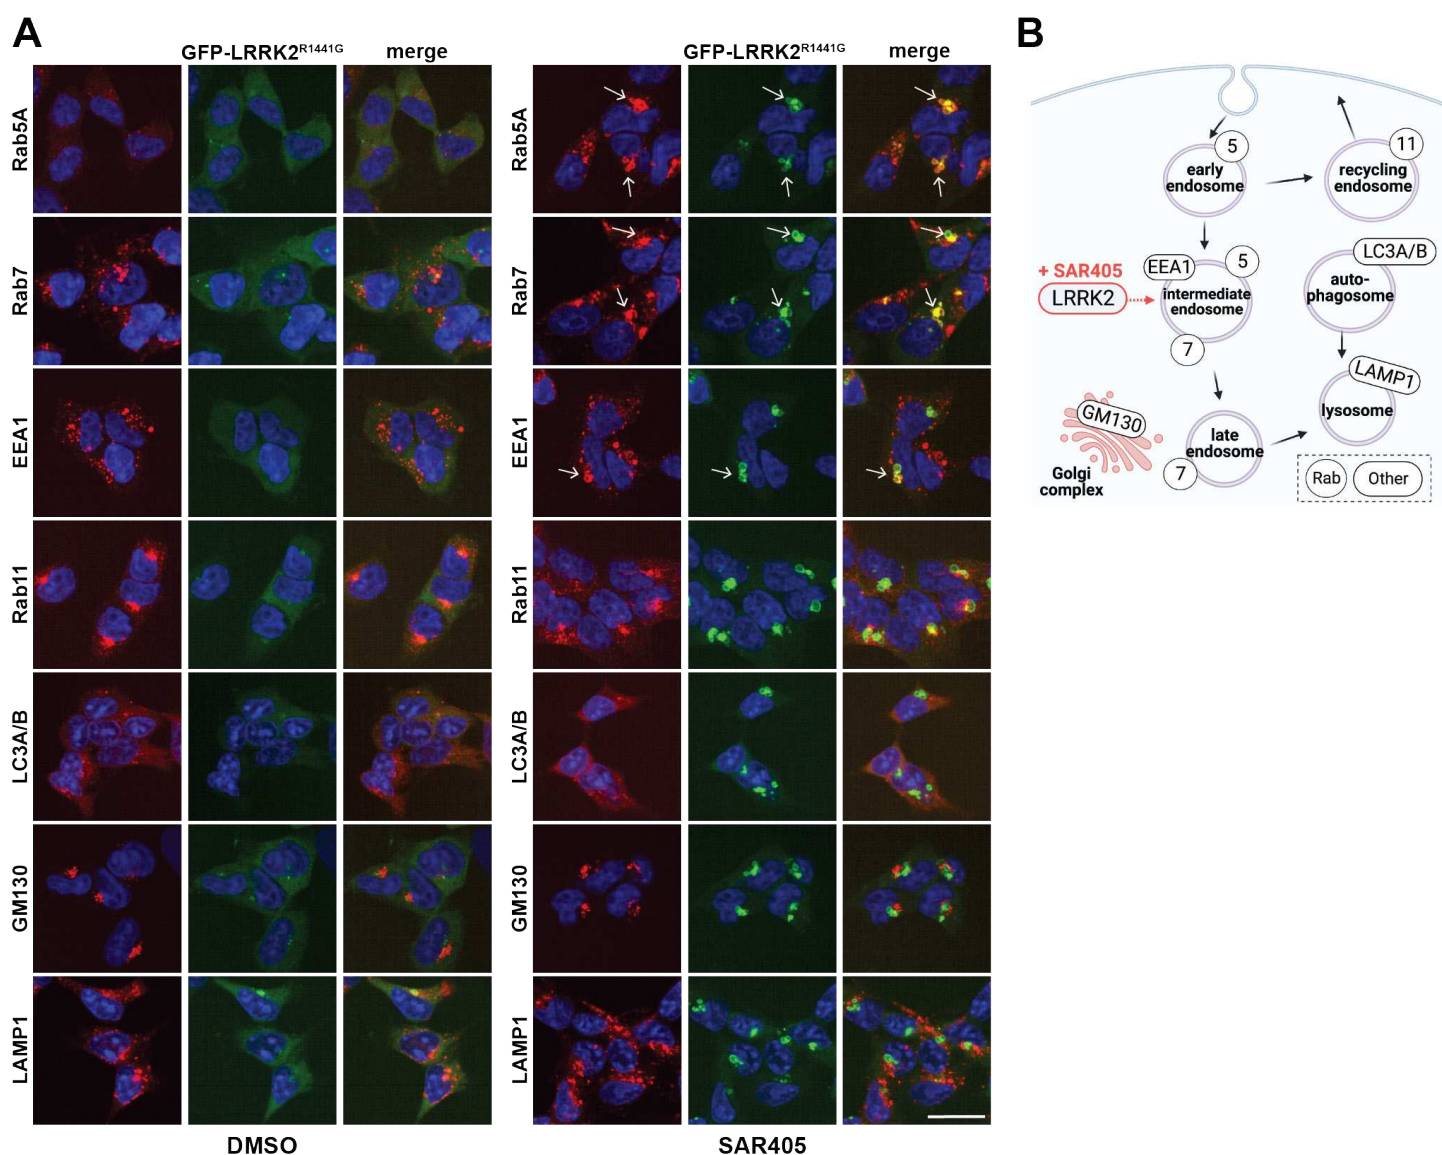 A
GFP-LRRK2R1441G merge
GFP-LRRK2R1441G merge
Rab5A
Rab5A
Rab7
Rab7
EEA1
EEA1
Rab11
Rab11
LC3A/B
LC3A/B
GM130
GM130
LAMP1
LAMP1
DMSO
SAR405
B
5
early
endosome
11
recycling
endosome
+ SAR405
LRRK2
EEA1
5
intermediate
endosome
7
LC3A/B
auto-
phagosome
LAMP1
lysosome
GM130
Golgi
complex
late
endosome
7
Rab
Other